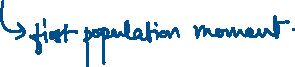 ↳ first population moment.